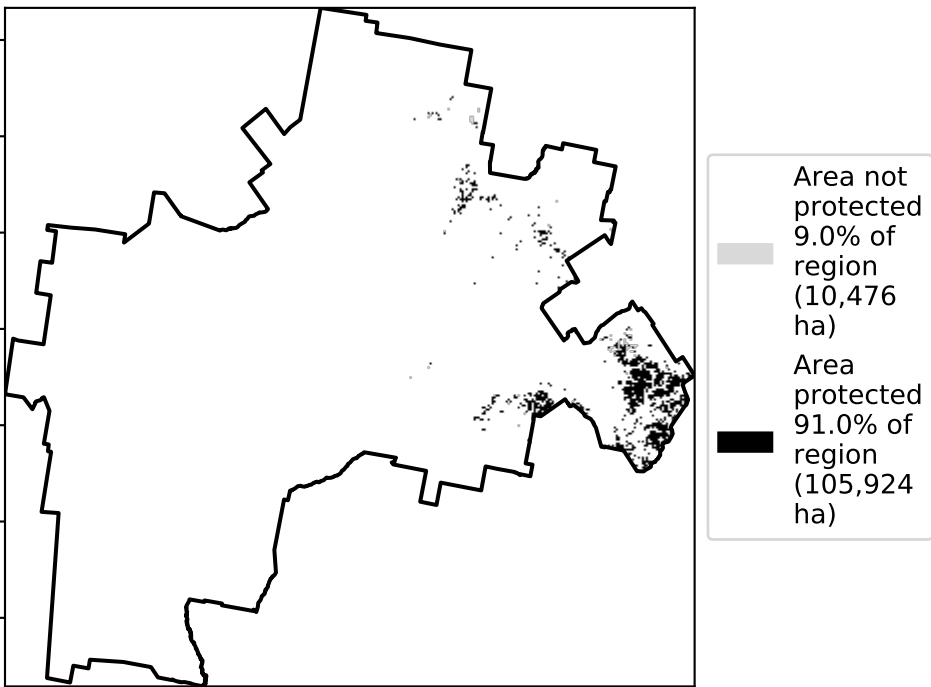 Area not
protected
9.0% of
region
(10,476
ha)
Area
protected
91.0% of
region
(105,924
ha)